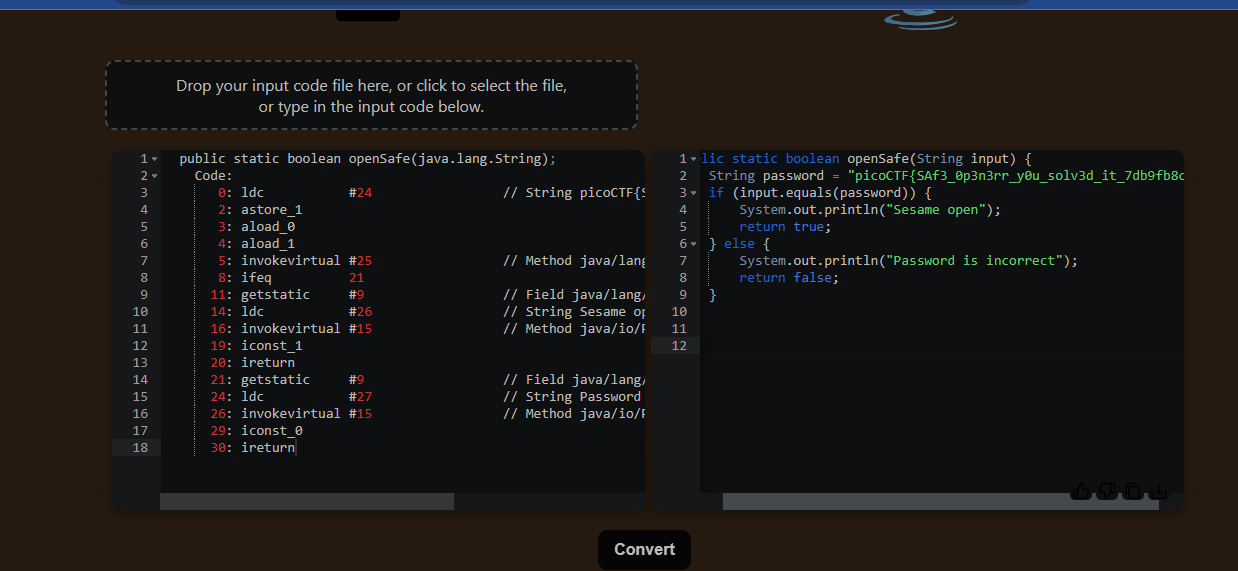 Drop your input code file here, or click to select the file,
or type in the input code below.
1 public static boolean openSafe(java.lang.String);
2 Code:
3 0: ldc #24 // String picoCTF{S
4 2: astore_1
5 3: aload_0
6 4: aload_1
7 5: invokevirtual #25 // Method java/lang
8 8: ifeq 21
9 11: getstatic #9 // Field java/lang/
10 14: ldc #26 // String Sesame op
11 16: invokevirtual #15 // Method java/io/P
12 19: iconst_1
13 20: ireturn
14 21: getstatic #9 // Field java/lang/
15 24: ldc #27 // String Password
16 26: invokevirtual #15 // Method java/io/P
17 29: iconst_0
18 30: ireturn
1 lic static boolean openSafe(String input) {
2 String password = "picoCTF{SAf3_0p3n3rr_y0u_solv3d_it_7db9fb8c
3 if (input.equals(password)) {
4 System.out.println("Sesame open");
5 return true;
6 } else {
7 System.out.println("Password is incorrect");
8 return false;
9 }
10
11
12
Convert